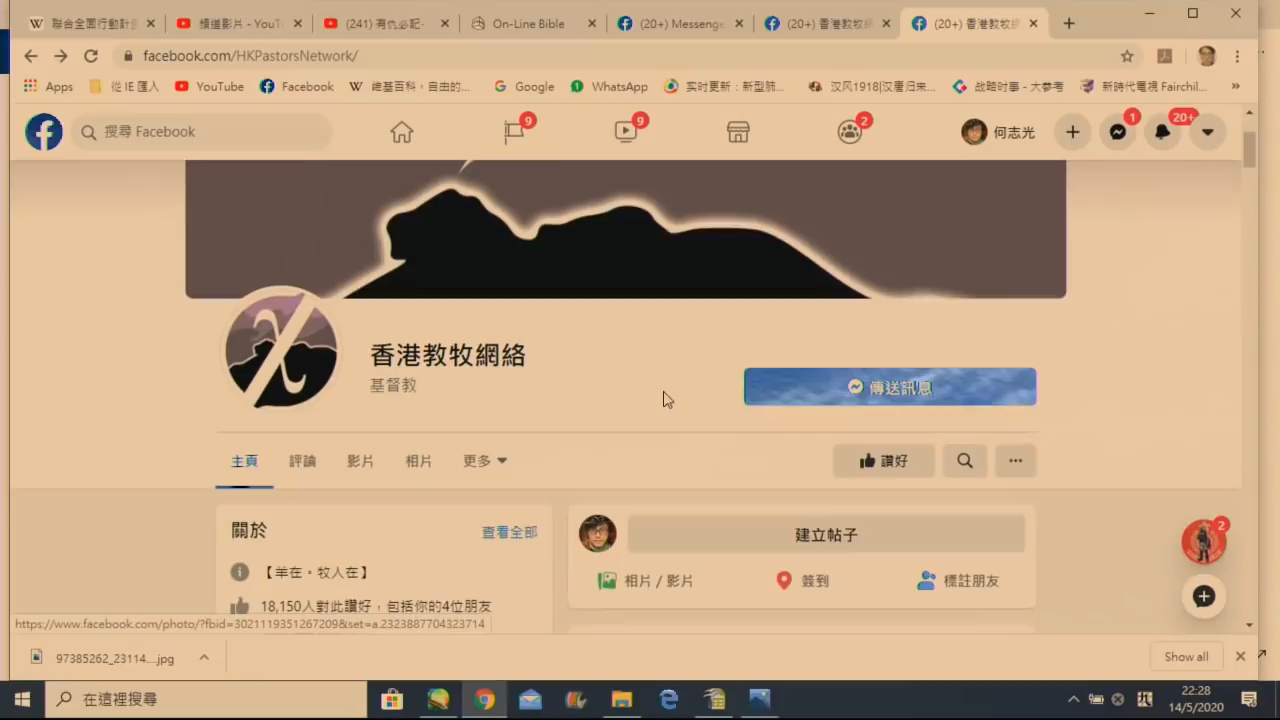 聯合全面行動計
頻道影片 - YouT
(241) 有仇必記-
On-Line Bible
(20+) Messenge
(20+) 香港教牧
(20+) 香港教牧
facebook.com/HKPastorsNetwork/
Apps
從 IE 匯入
YouTube
Facebook
維基百科，自由的...
Google
WhatsApp
实时更新：新型肺...
汉风1918|汉唐归来...
战略时事 - 大参考
新時代電視 Fairchil...
»
搜尋 Facebook
9
9
2
何志光
1
20+
香港教牧網絡
基督教
傳送訊息
主頁
評論
影片
相片
更多
讚好
關於
查看全部
建立帖子
【羊在。牧人在】
相片 / 影片
簽到
標註朋友
2
18,150人對此讚好，包括你的4位朋友
https://www.facebook.com/photo/?fbid=3021119351267209&set=a.2323887704323714
97385262_23114....jpg
Show all
在這裡搜尋
22:28
14/5/2020